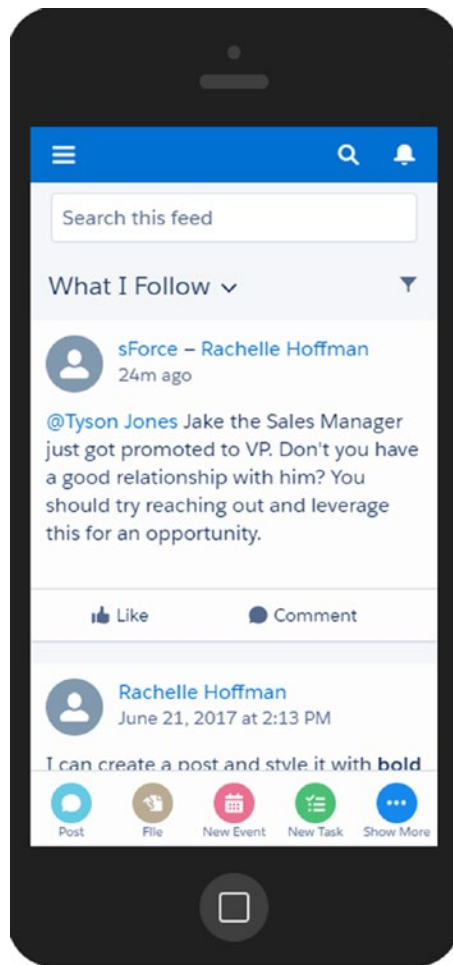 Search this feed
What I Follow
sForce – Rachelle Hoffman
24m ago
@Tyson Jones Jake the Sales Manager
just got promoted to VP. Don't you have
a good relationship with him? You
should try reaching out and leverage
this for an opportunity.
Like Comment
Rachelle Hoffman
June 21, 2017 at 2:13 PM
I can create a post and style it with bold
Post File New Event New Task Show More